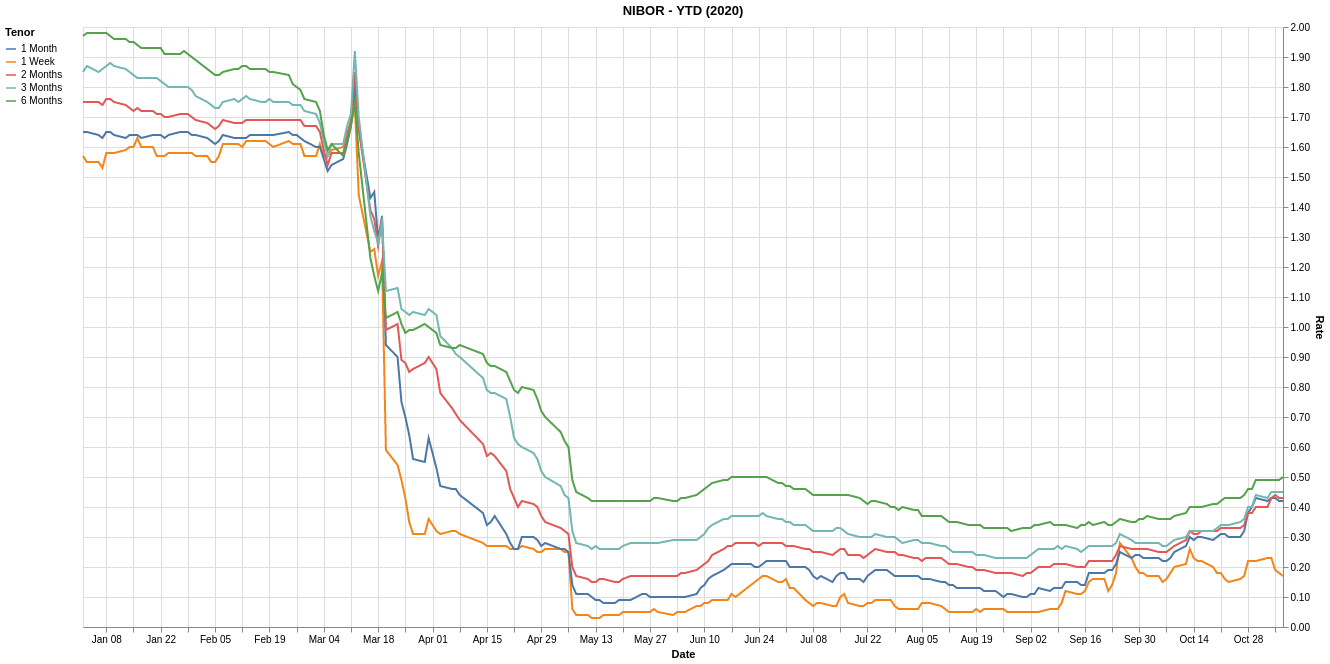 NIBOR - YTD (2020)
Tenor
1 Month
1 Week
2 Months
3 Months
6 Months
2.00
1.90
1.80
1.70
1.60
1.50
1.40
1.30
1.20
1.10
1.00
0.90
0.80
0.70
0.60
0.50
0.40
0.30
0.20
0.10
0.00
Rate
Jan 08 Jan 22 Feb 05 Feb 19 Mar 04 Mar 18 Apr 01 Apr 15 Apr 29 May 13 May 27 Jun 10 Jun 24 Jul 08 Jul 22 Aug 05 Aug 19 Sep 02 Sep 16 Sep 30 Oct 14 Oct 28
Date